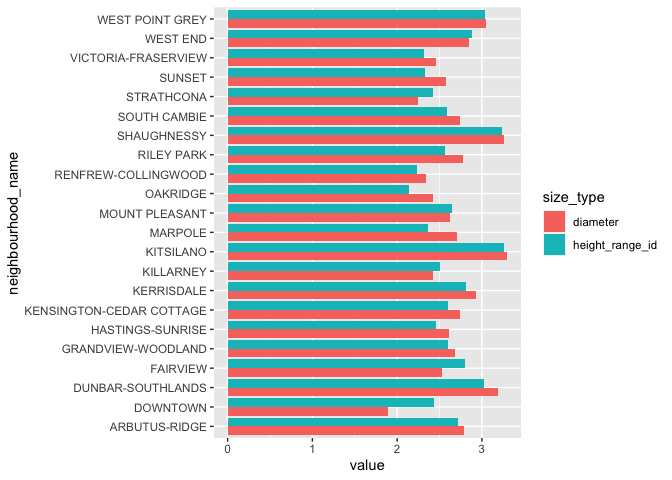 WEST POINT GREY
WEST END
VICTORIA-FRASERVIEW
SUNSET
STRATHCONA
SOUTH CAMBIE
SHAUGHNESSY
RILEY PARK
RENFREW-COLLINGWOOD
OAKRIDGE
MOUNT PLEASANT
MARPOLE
KITSILANO
KILLARNEY
KERRISDALE
KENSINGTON-CEDAR COTTAGE
HASTINGS-SUNRISE
GRANDVIEW-WOODLAND
FAIRVIEW
DUNBAR-SOUTHLANDS
DOWNTOWN
ARBUTUS-RIDGE
neighbourhood_name
0 1 2 3
value
size_type
diameter
height_range_id